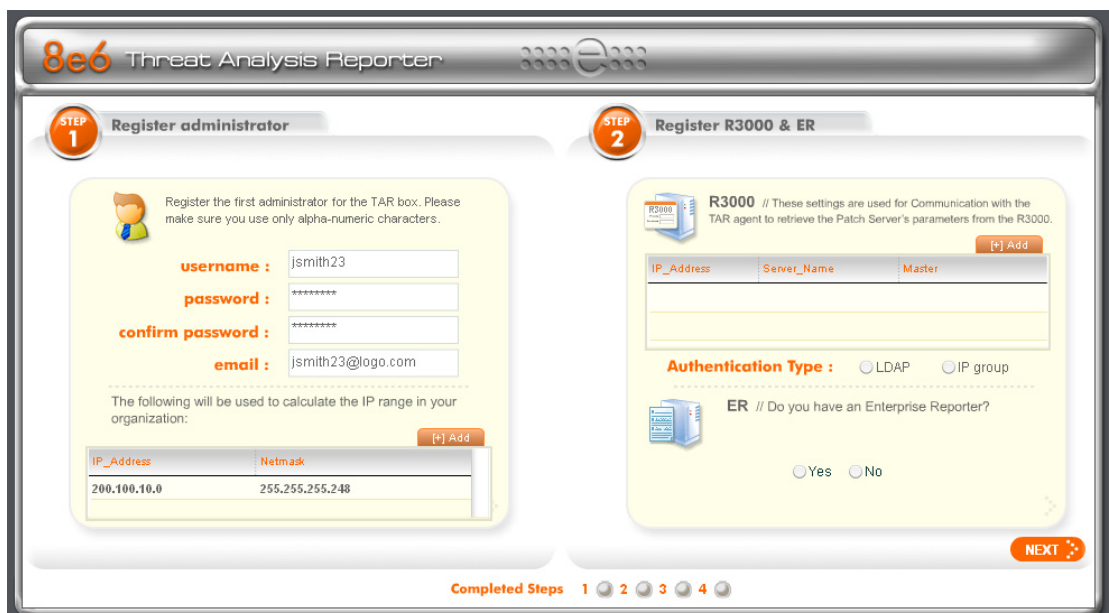 8e6 Threat Analysis Reporter
STEP 1
Register administrator
Register the first administrator for the TAR box. Please
make sure you use only alpha-numeric characters.
username : jsmith23
password : ********
confirm password : ********
email : jsmith23@logo.com
The following will be used to calculate the IP range in your
organization:
[+] Add
IP_Address Netmask
200.100.10.0 255.255.255.248
STEP 2
Register R3000 & ER
R3000
R3000 // These settings are used for Communication with the
TAR agent to retrieve the Patch Server's parameters from the R3000.
[+] Add
IP_Address Server_Name Master
Authentication Type : LDAP IP group
ER // Do you have an Enterprise Reporter?
Yes No
NEXT
Completed Steps 1 2 3 4